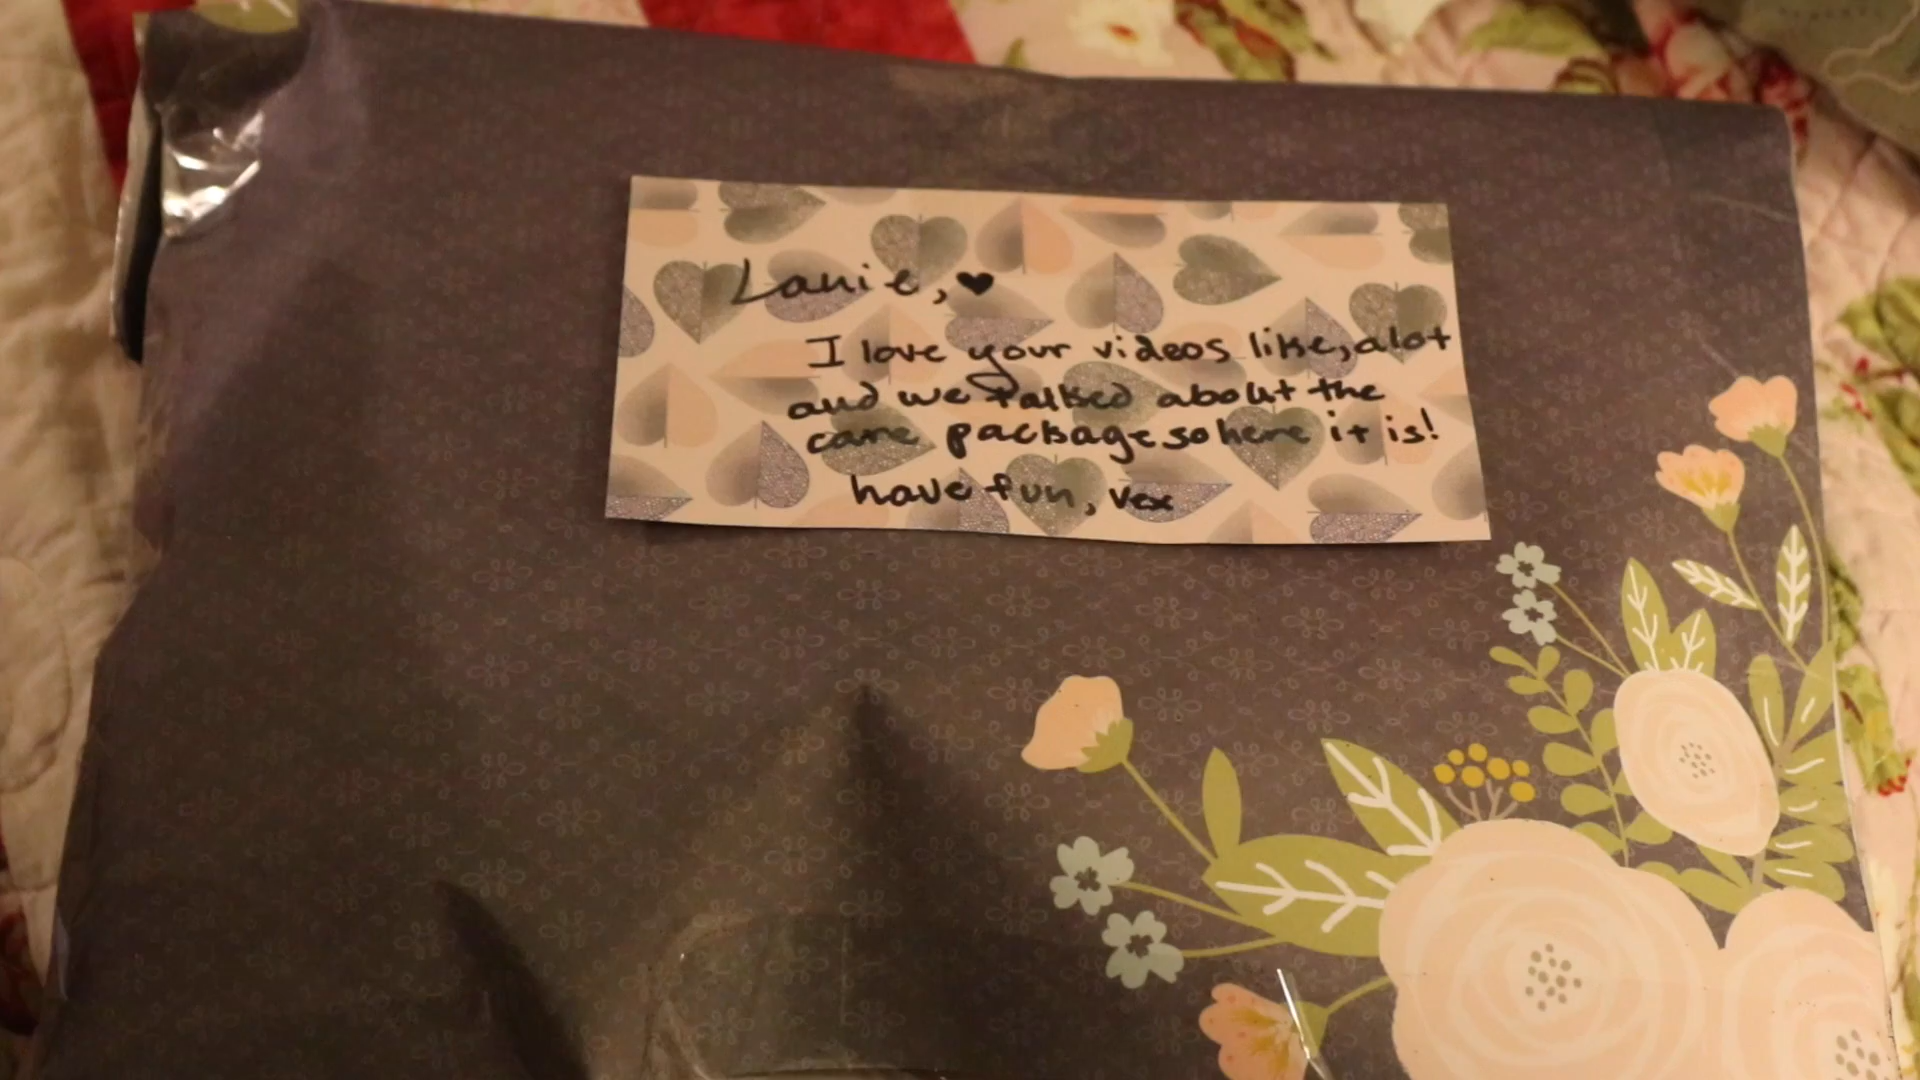 Lanie, ♥
I love your videos like, alot
and we talked about the
care package so here it is!
have fun, Vex